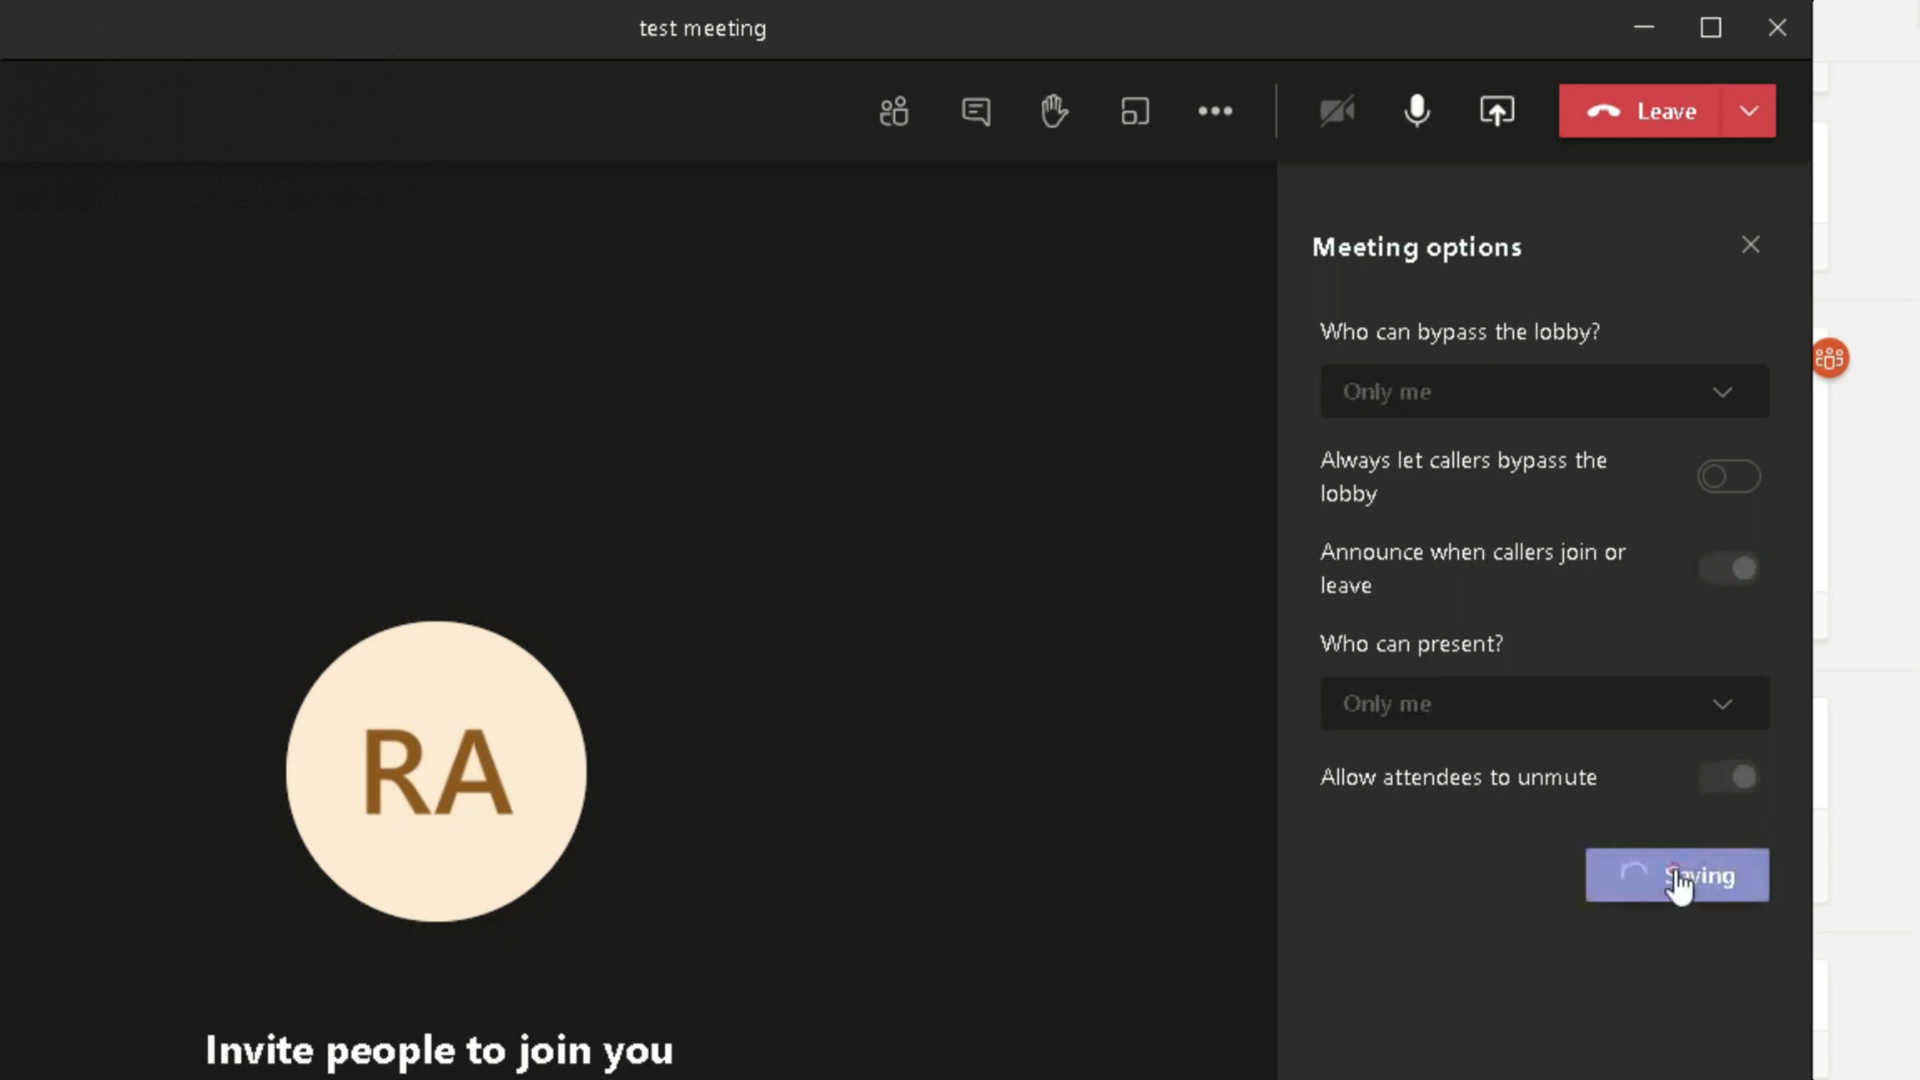 test meeting
Leave
Meeting options
Who can bypass the lobby?
Only me
Always let callers bypass the
lobby
Announce when callers join or
leave
Who can present?
Only me
Allow attendees to unmute
Saving
RA
Invite people to join you